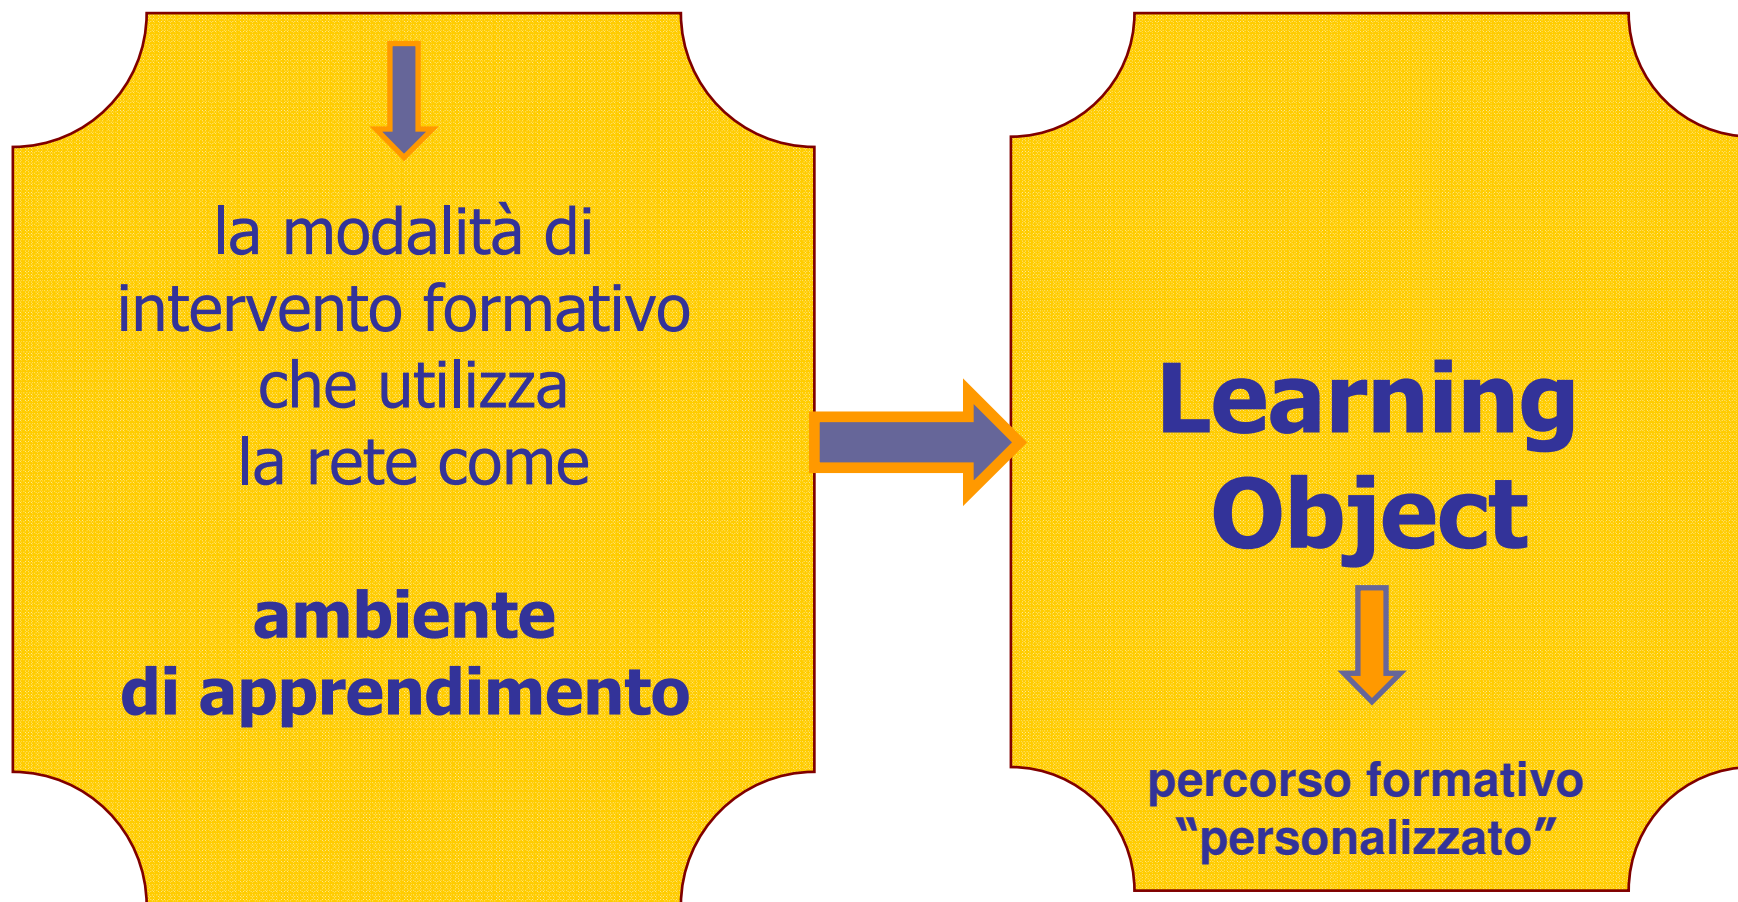 la modalità di
intervento formativo
che utilizza
la rete come
ambiente
di apprendimento
Learning
Object
percorso formativo
“personalizzato”